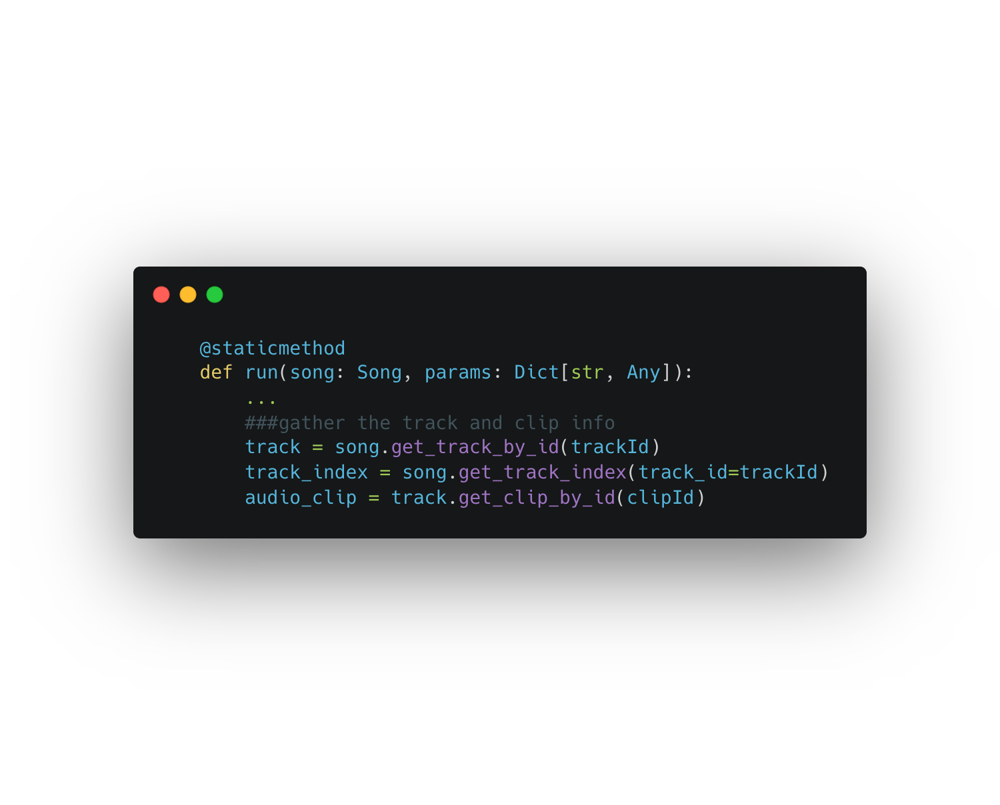 @staticmethod
def run(song: Song, params: Dict[str, Any]):
...
###gather the track and clip info
track = song.get_track_by_id(trackId)
track_index = song.get_track_index(track_id=trackId)
audio_clip = track.get_clip_by_id(clipId)